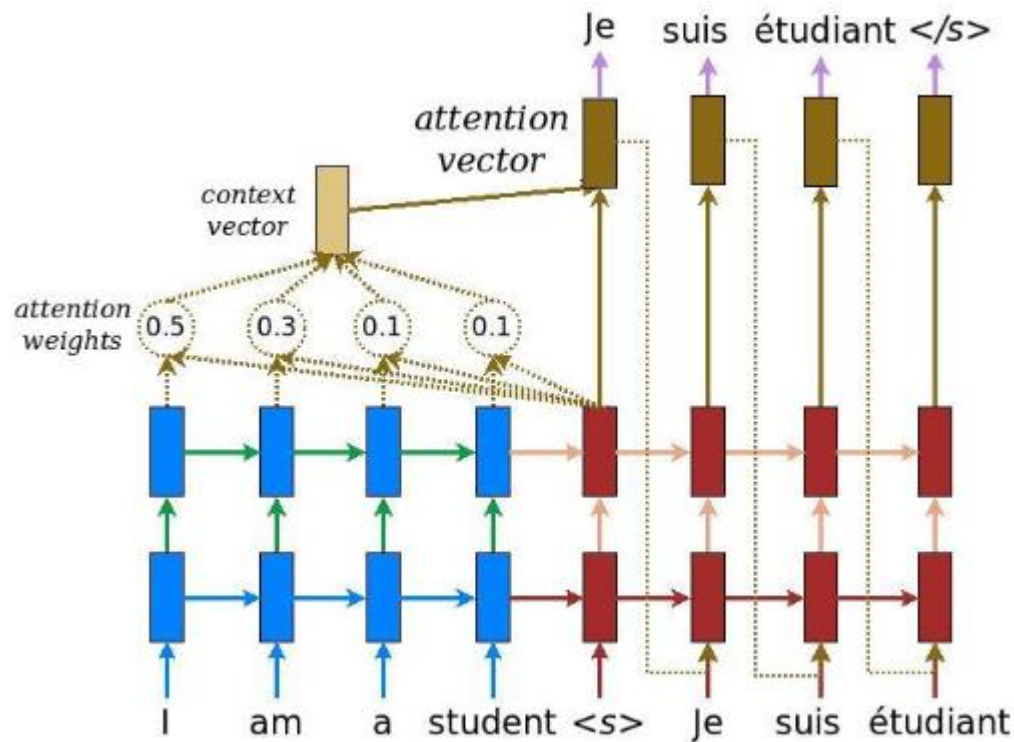 Je suis étudiant </s>
attention
vector
context
vector
attention
weights
0.5 0.3 0.1 0.1
I am a student <s> Je suis étudiant